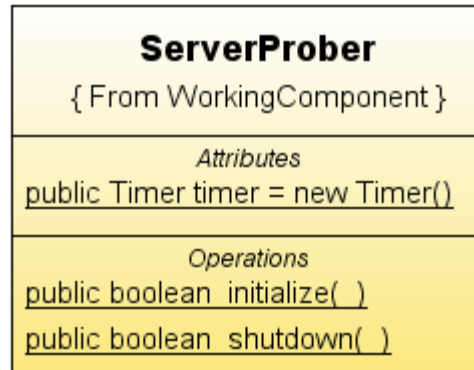 ServerProber
{ From WorkingComponent }
Attributes
public Timer timer = new Timer()
Operations
public boolean initialize( )
public boolean shutdown( )